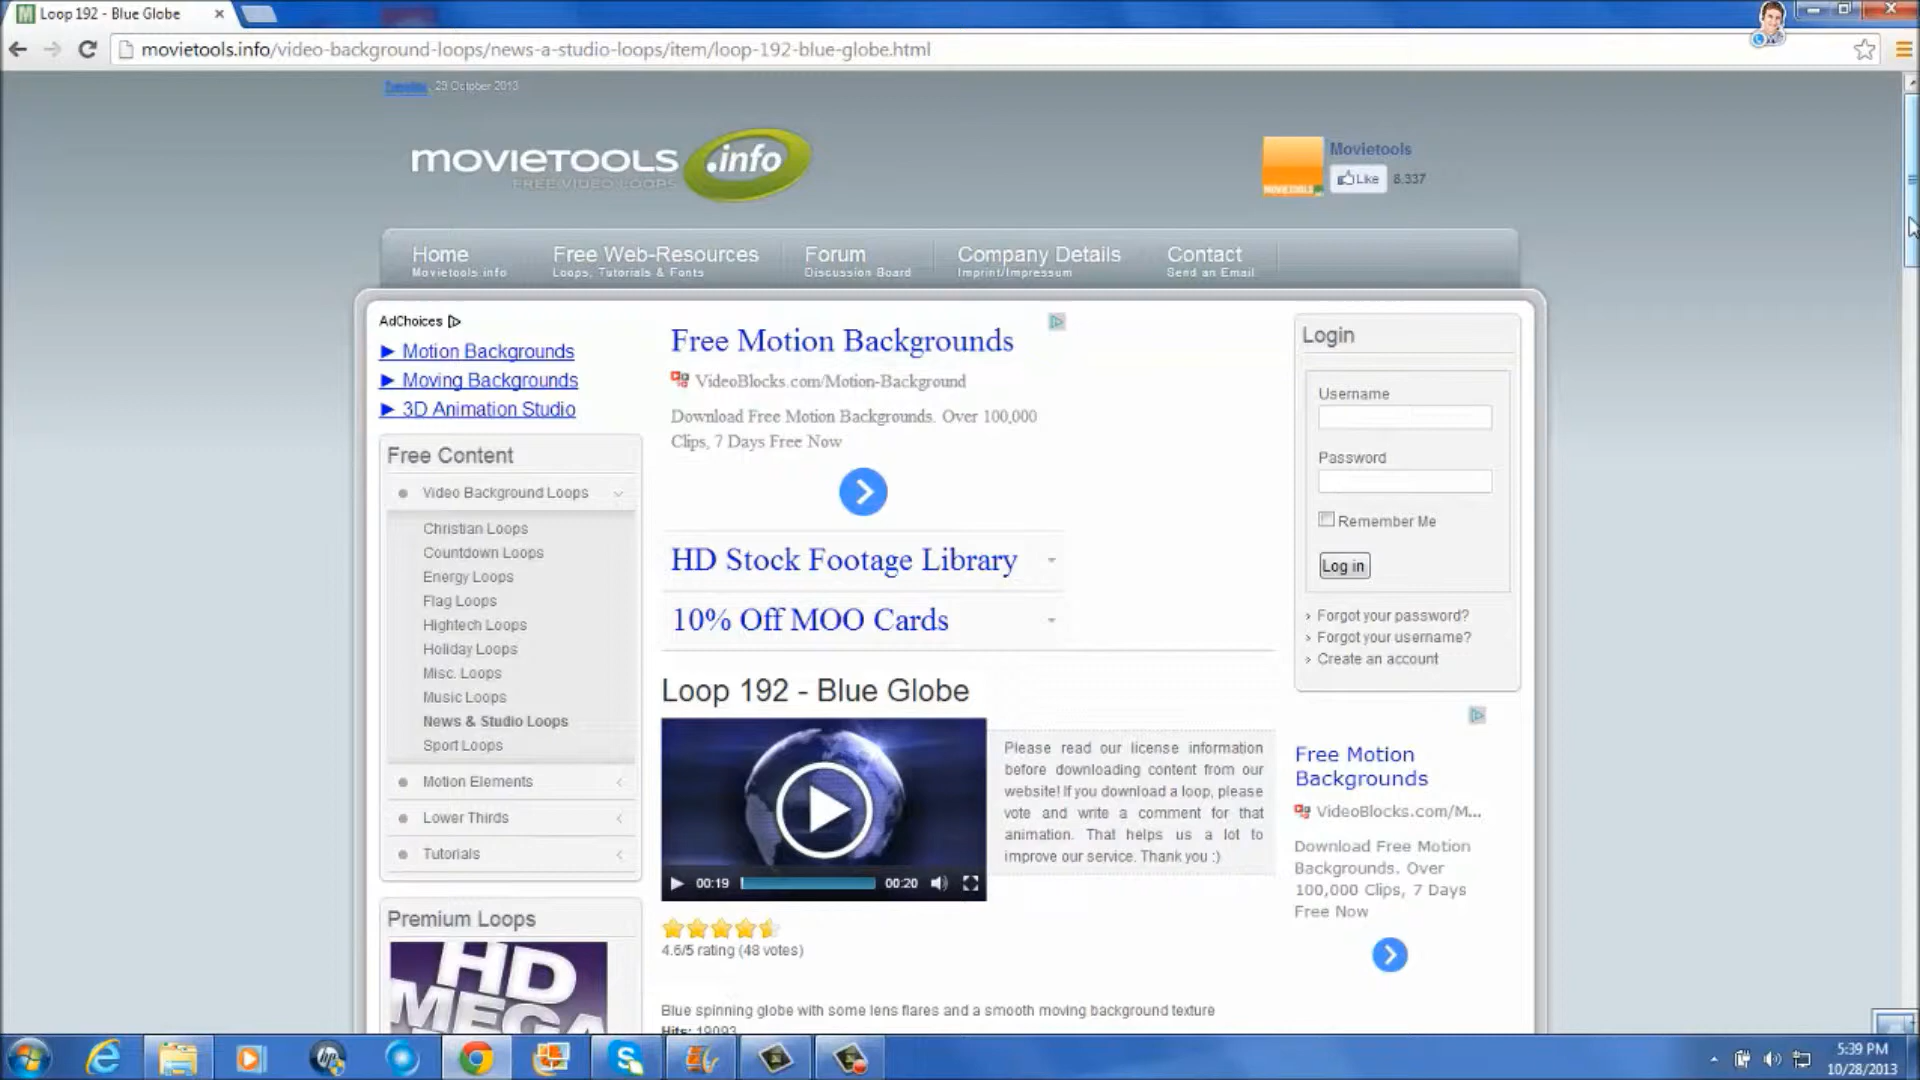 Loop 192 - Blue Globe
movietools.info/video-background-loops/news-a-studio-loops/item/loop-192-blue-globe.html
Tuesday, 29 October 2013
MOVIETOOLS .info
FREE VIDEO LOOPS
Movietools
Like 8,337
Home
Movietools.info
Free Web-Resources
Loops, Tutorials & Fonts
Forum
Discussion Board
Company Details
Imprint/Impressum
Contact
Send an Email
AdChoices
► Motion Backgrounds
► Moving Backgrounds
► 3D Animation Studio
Free Content
Video Background Loops
Christian Loops
Countdown Loops
Energy Loops
Flag Loops
Hightech Loops
Holiday Loops
Misc. Loops
Music Loops
News & Studio Loops
Sport Loops
Motion Elements
Lower Thirds
Tutorials
Premium Loops
HD
MEGA
Free Motion Backgrounds
VideoBlocks.com/Motion-Background
Download Free Motion Backgrounds. Over 100,000
Clips, 7 Days Free Now
HD Stock Footage Library
10% Off MOO Cards
Loop 192 - Blue Globe
00:19
00:20
Please read our license information
before downloading content from our
website! If you download a loop, please
vote and write a comment for that
animation. That helps us a lot to
improve our service. Thank you :)
4.6/5 rating (48 votes)
Blue spinning globe with some lens flares and a smooth moving background texture
Hits: 19093
Login
Username
Password
Remember Me
Log in
Forgot your password?
Forgot your username?
Create an account
Free Motion
Backgrounds
VideoBlocks.com/M...
Download Free Motion
Backgrounds. Over
100,000 Clips, 7 Days
Free Now
5:39 PM
10/28/2013